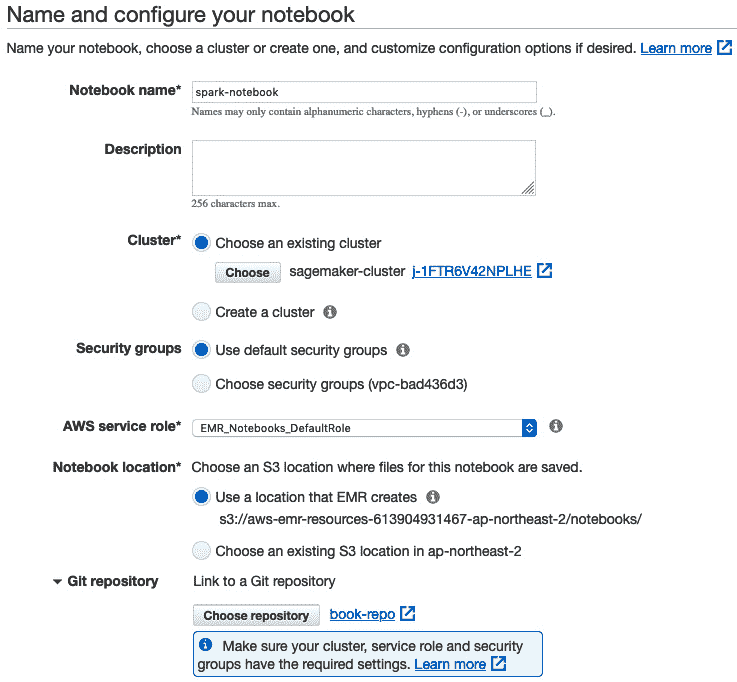 Name and configure your notebook
Name your notebook, choose a cluster or create one, and customize configuration options if desired. Learn more
Notebook name* spark-notebook
Names may only contain alphanumeric characters, hyphens (-), or underscores (_).
Description
256 characters max.
Cluster* Choose an existing cluster
Choose sagemaker-cluster j-1FTR6V42NPLHE
Create a cluster
Security groups Use default security groups
Choose security groups (vpc-bad436d3)
AWS service role* EMR_Notebooks_DefaultRole
Notebook location* Choose an S3 location where files for this notebook are saved.
Use a location that EMR creates
s3://aws-emr-resources-613904931467-ap-northeast-2/notebooks/
Choose an existing S3 location in ap-northeast-2
Git repository Link to a Git repository
Choose repository book-repo
Make sure your cluster, service role and security
groups have the required settings. Learn more